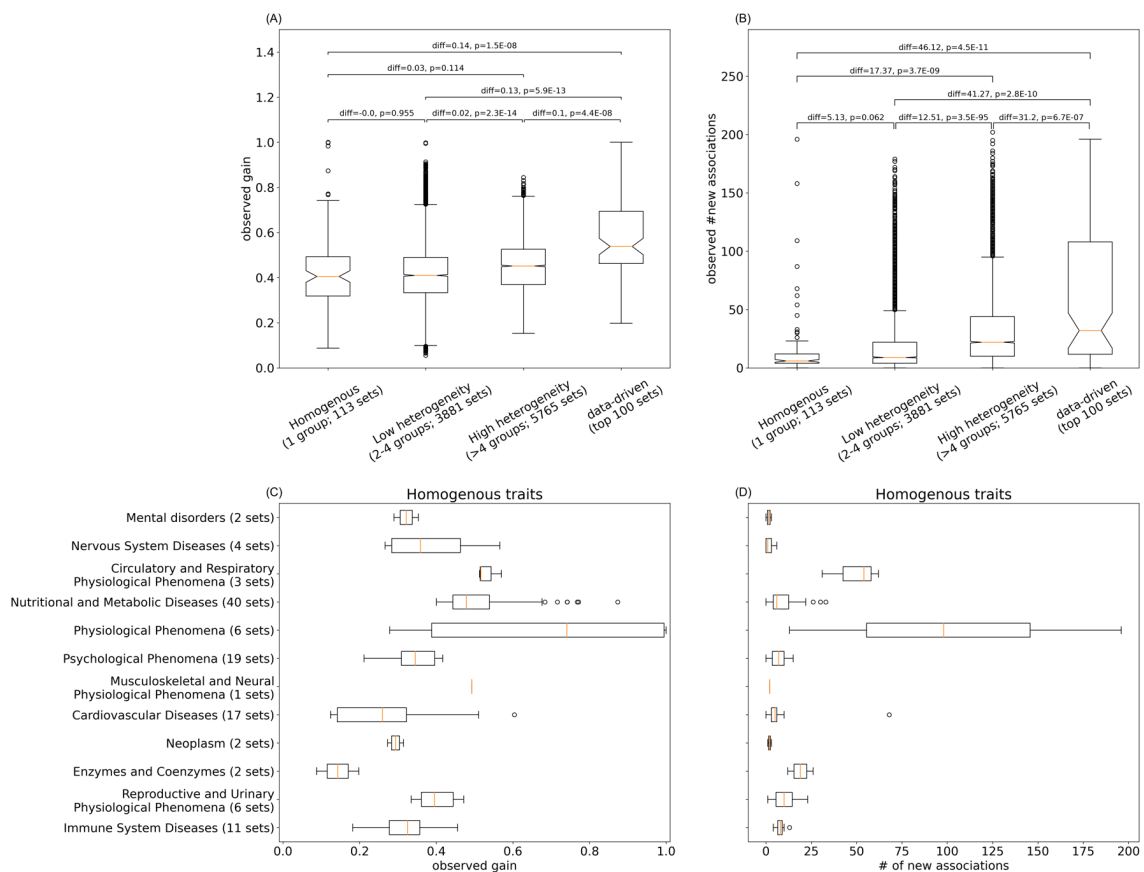 (A)
diff=0.14, p=1.5E-08
diff=0.03, p=0.114
diff=0.13, p=5.9E-13
diff=-0.0, p=0.955
diff=0.02, p=2.3E-14
diff=0.1, p=4.4E-08
observed gain
1.4
1.2
1.0
0.8
0.6
0.4
0.2
0.0
Homogenous
(1 group; 113 sets)
Low heterogeneity
(2-4 groups; 3881 sets)
High heterogeneity
(>4 groups; 5765 sets)
data-driven
(top 100 sets)
(B)
diff=46.12, p=4.5E-11
diff=17.37, p=3.7E-09
diff=41.27, p=2.8E-10
diff=5.13, p=0.062
diff=12.51, p=3.5E-95
diff=31.2, p=6.7E-07
observed #new associations
250
200
150
100
50
0
Homogenous
(1 group; 113 sets)
Low heterogeneity
(2-4 groups; 3881 sets)
High heterogeneity
(>4 groups; 5765 sets)
data-driven
(top 100 sets)
(C)
Homogenous traits
Mental disorders (2 sets)
Nervous System Diseases (4 sets)
Circulatory and Respiratory
Physiological Phenomena (3 sets)
Nutritional and Metabolic Diseases (40 sets)
Physiological Phenomena (6 sets)
Psychological Phenomena (19 sets)
Musculoskeletal and Neural
Physiological Phenomena (1 sets)
Cardiovascular Diseases (17 sets)
Neoplasm (2 sets)
Enzymes and Coenzymes (2 sets)
Reproductive and Urinary
Physiological Phenomena (6 sets)
Immune System Diseases (11 sets)
0.0 0.2 0.4 0.6 0.8 1.0
observed gain
(D)
Homogenous traits
0 25 50 75 100 125 150 175 200
# of new associations